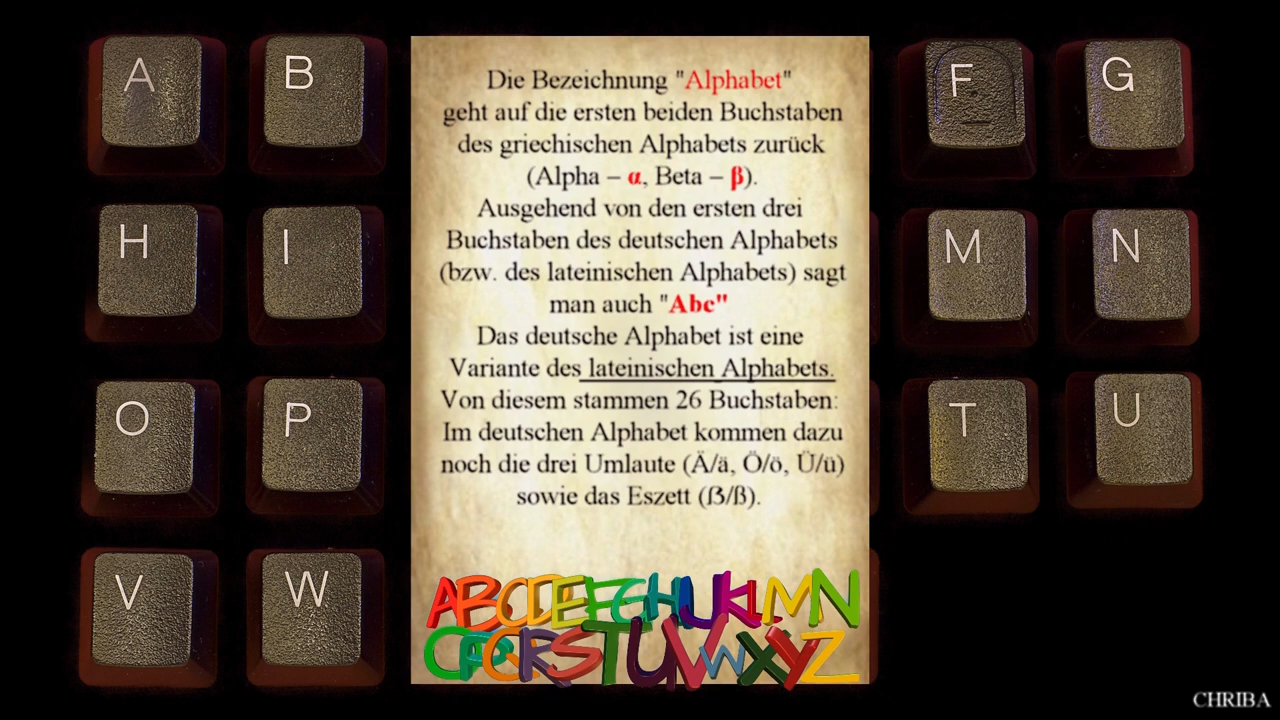 A B
F G
H I
M N
O P
T U
V W
Die Bezeichnung "Alphabet"
geht auf die ersten beiden Buchstaben
des griechischen Alphabets zurück
(Alpha – α, Beta – β).
Ausgehend von den ersten drei
Buchstaben des deutschen Alphabets
(bzw. des lateinischen Alphabets) sagt
man auch "Abc"
Das deutsche Alphabet ist eine
Variante des lateinischen Alphabets.
Von diesem stammen 26 Buchstaben:
Im deutschen Alphabet kommen dazu
noch die drei Umlaute (Ä/ä, Ö/ö, Ü/ü)
sowie das Eszett (ẞ/ß).
ABCDEFGHIJKLMN
OPQRSTUVWXYZ
CHRIBA